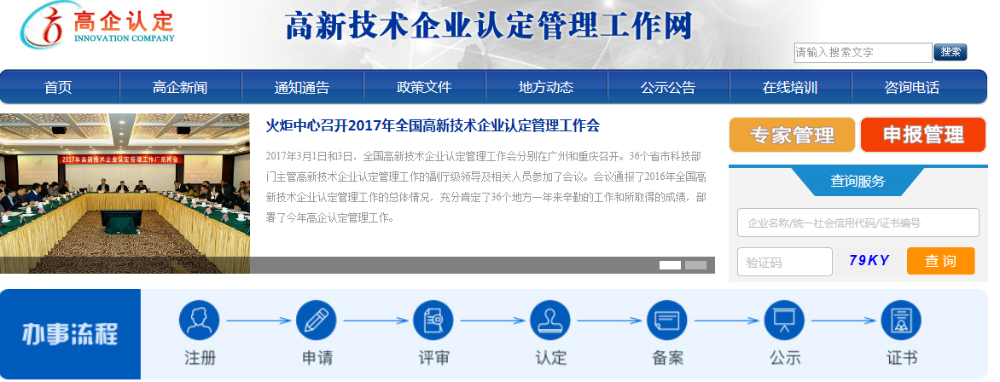 高企认定
INNOVATION COMPANY
高新技术企业认定管理工作网
请输入搜索文字
搜索
首页
高企新闻
通知通告
政策文件
地方动态
公示公告
在线培训
咨询电话
2017年高新技术企业认定管理工作广东片会
火炬中心召开2017年全国高新技术企业认定管理工作会
2017年3月1日和3日，全国高新技术企业认定管理工作会分别在广州和重庆召开。36个省市科技部
门主管高新技术企业认定管理工作的副厅级领导及相关人员参加了会议。会议通报了2016年全国高
新技术企业认定管理工作的总体情况，充分肯定了36个地方一年来辛勤的工作和所取得的成绩，部
署了今年高企认定管理工作。
专家管理
申报管理
查询服务
企业名称/统一社会信用代码/证书编号
验证码
79KY
查 询
办事流程
注册
申请
评审
认定
备案
公示
证书